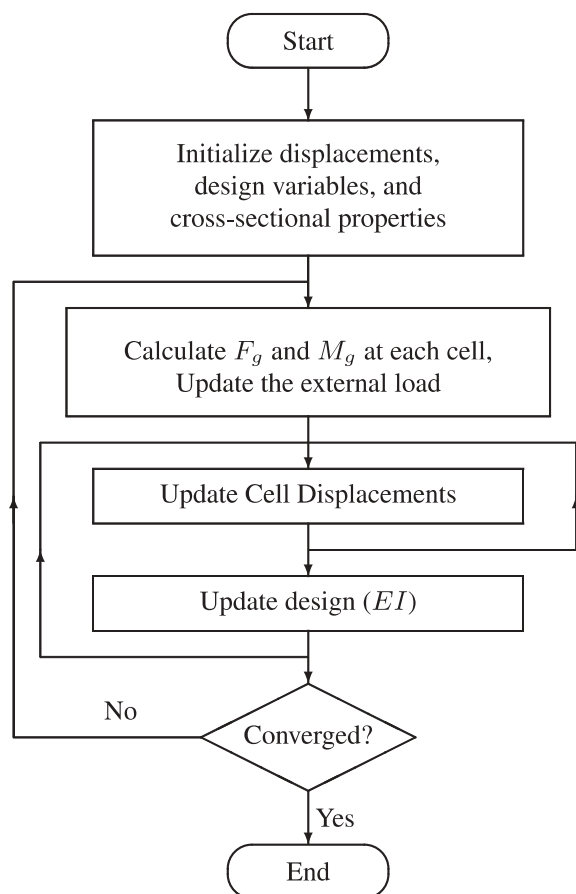 Start
Initialize displacements,
design variables, and
cross-sectional properties
Calculate $F_g$ and $M_g$ at each cell,
Update the external load
Update Cell Displacements
Update design ($EI$)
No
Converged?
Yes
End